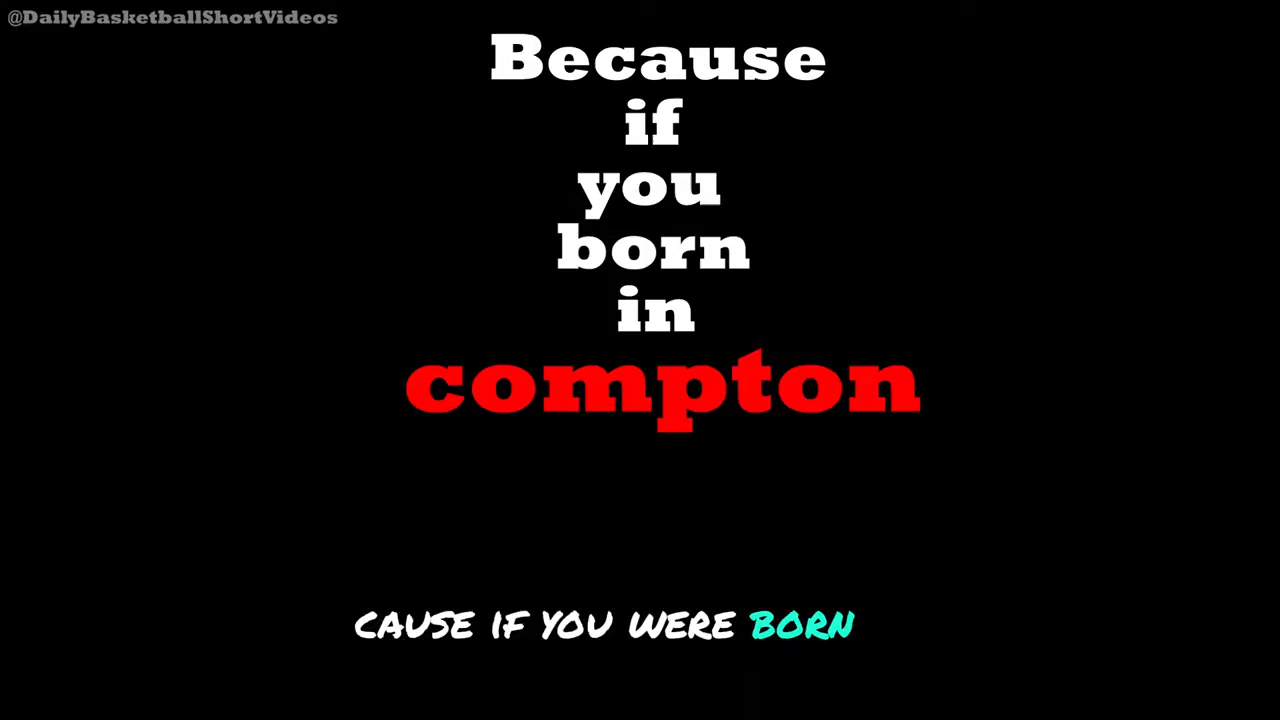 @DailyBasketballShortVideos
Because
if
you
born
in
compton
CAUSE IF YOU WERE BORN